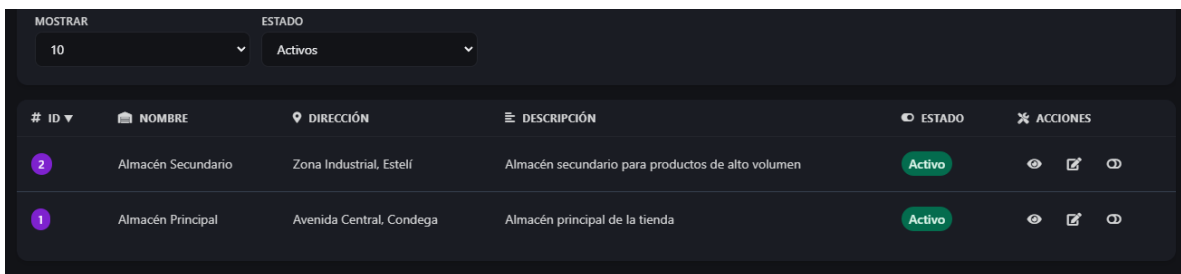 MOSTRAR ESTADO
10 Activos
# ID ▼ NOMBRE DIRECCIÓN DESCRIPCIÓN ESTADO ACCIONES
2 Almacén Secundario Zona Industrial, Estelí Almacén secundario para productos de alto volumen Activo
1 Almacén Principal Avenida Central, Condega Almacén principal de la tienda Activo